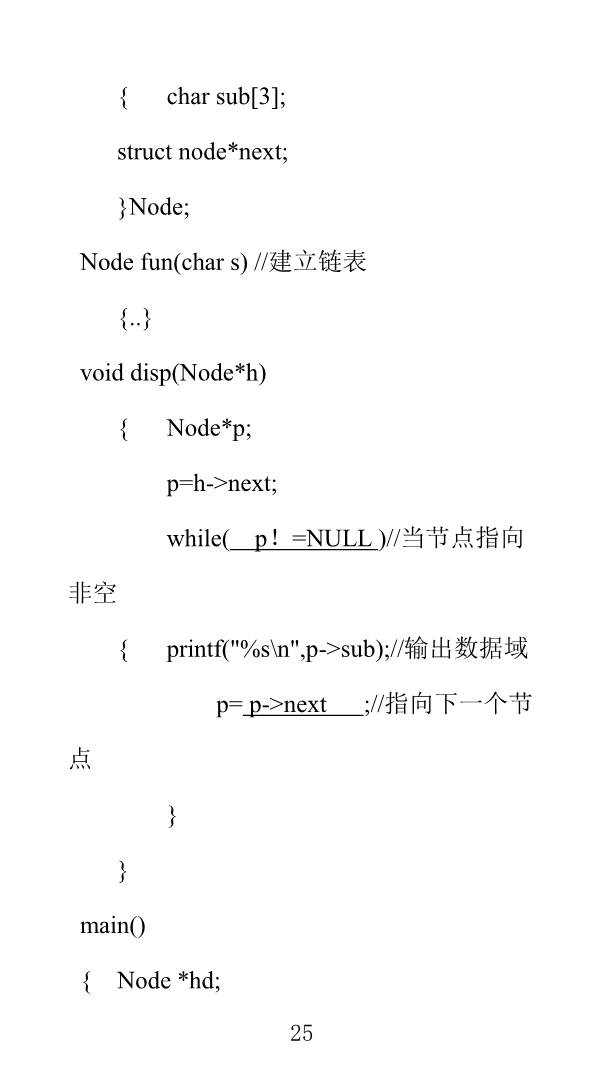 { char sub[3];
struct node*next;
}Node;
Node fun(char s) //建立链表
{..}
void disp(Node*h)
{ Node*p;
p=h->next;
while( p！=NULL )//当节点指向
非空
{ printf("%s\n",p->sub);//输出数据域
p= p->next ;//指向下一个节
点
}
}
main()
{ Node *hd;
25